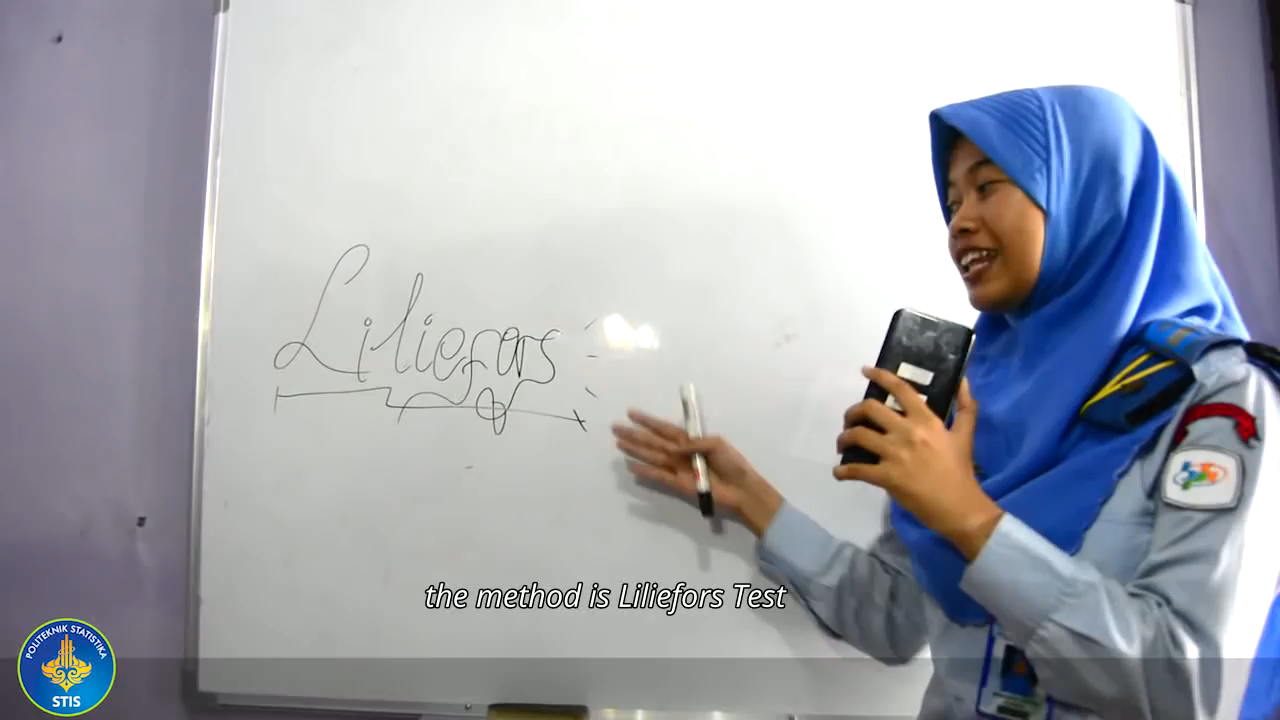 Liliefors
the method is Liliefors Test
POLITEKNIK STATISTIKA
STIS